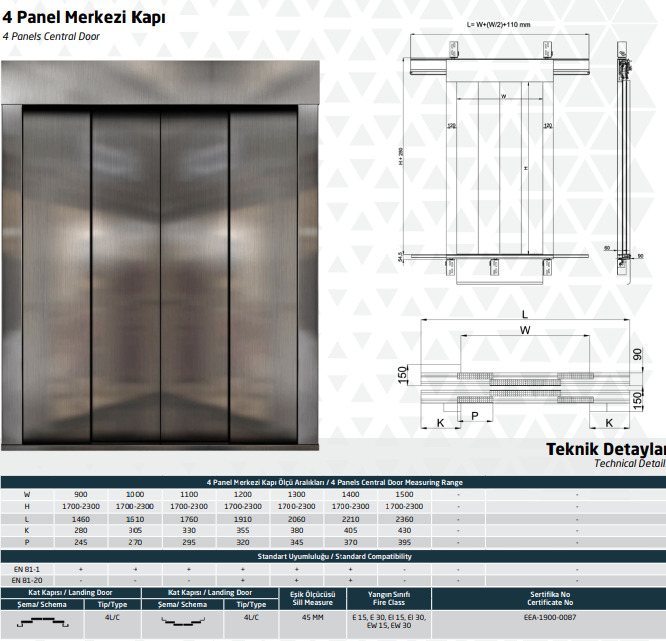 4 Panel Merkezi Kapı
4 Panels Central Door
L= W+(W/2)+110 mm
W
120
120
H + 280
H
54,5
60
90
L
W
90
150
150
K
P
K
Teknik Detaylar
Technical Detail
4 Panel Merkezi Kapı Ölçü Aralıkları / 4 Panels Central Door Measuring Range
W 900 1000 1100 1200 1300 1400 1500 - -
H 1700-2300 1700-2300 1700-2300 1700-2300 1700-2300 1700-2300 1700-2300 - -
L 1460 1610 1760 1910 2060 2210 2360 - -
K 280 305 330 355 380 405 430 - -
P 245 270 295 320 345 370 395 - -
Standart Uyumluluğu / Standard Compatibility
EN 81-1 + + + + + + - - -
EN 81-20 - - - + + + - - -
Kat Kapısı / Landing Door Kat Kapısı / Landing Door Eşik Ölçücüsü Yangın Sınıfı Sertifika No
Şema/ Schema Tip/Type Şema/ Schema Tip/Type Sill Measure Fire Class Certificate No
4L/C 4L/C 45 MM E 15, E 30, EI 15, EI 30, EEA-1900-0087
EW 15, EW 30